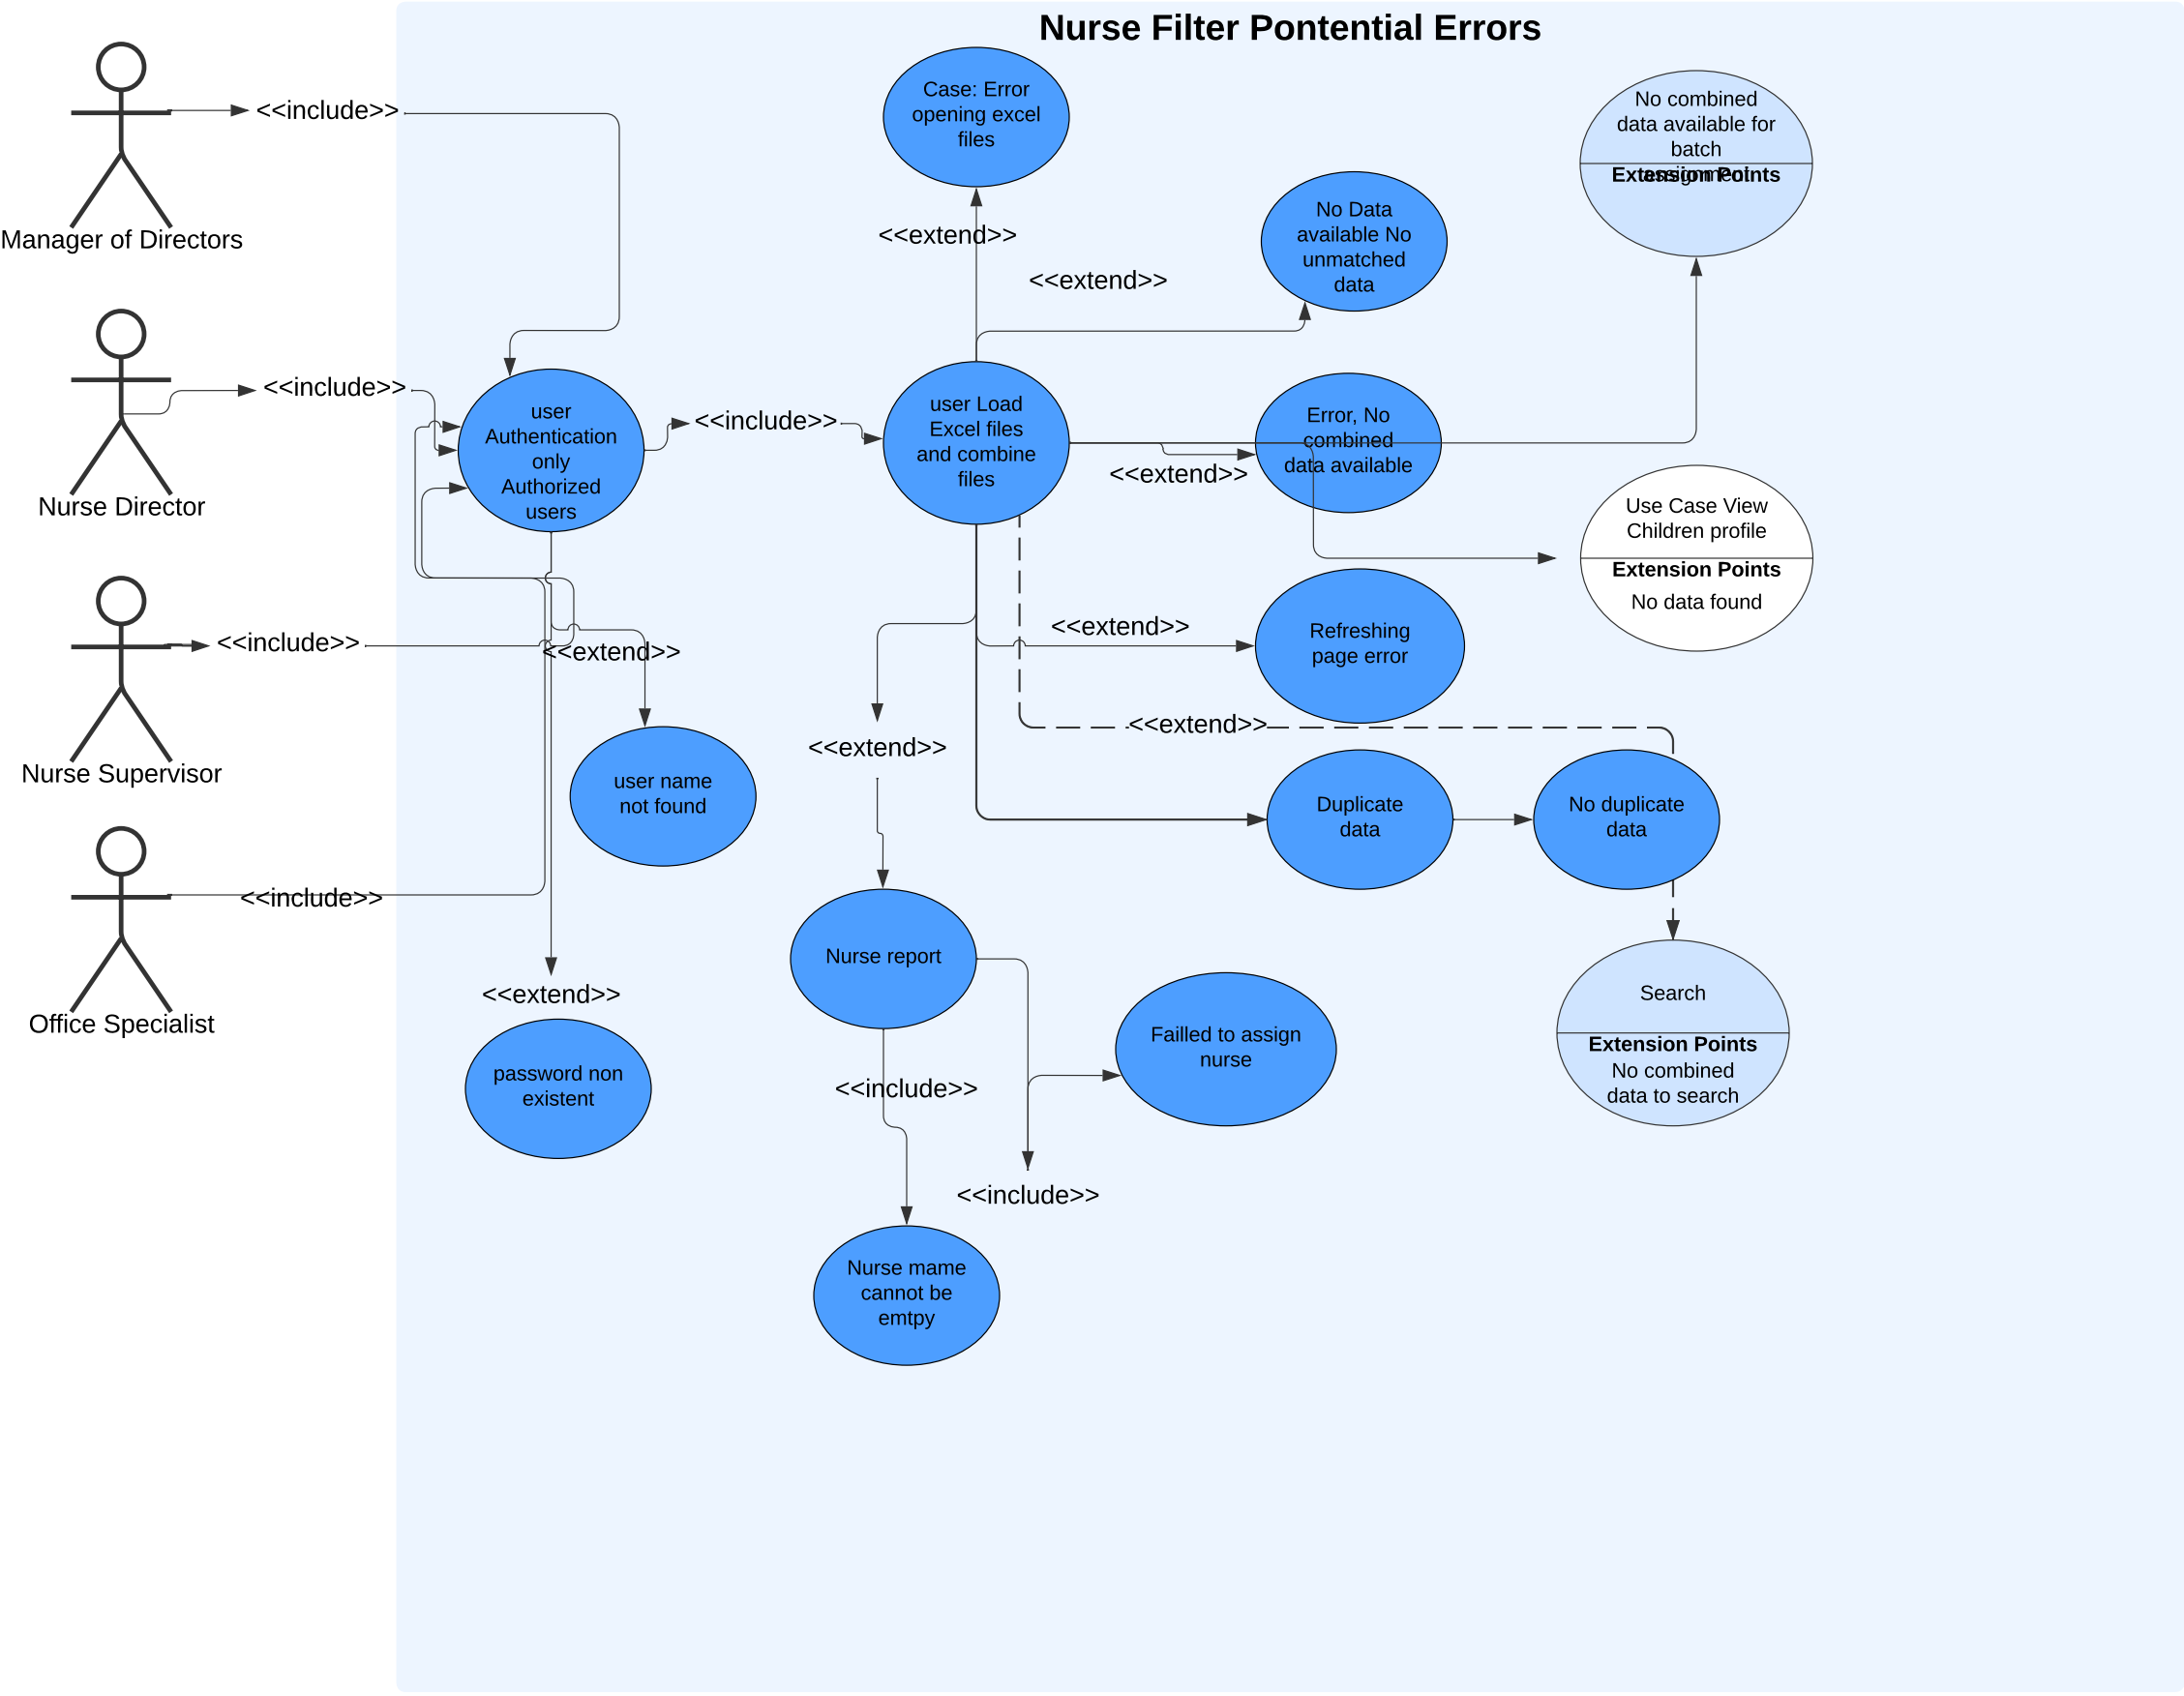 Nurse Filter Pontential Errors
Manager of Directors
<<include>>
Nurse Director
<<include>>
Nurse Supervisor
<<include>>
Office Specialist
<<include>>
user
Authentication
only
Authorized
users
<<include>>
<<extend>>
user name
not found
<<extend>>
password non
existent
user Load
Excel files
and combine
files
Case: Error
opening excel
files
<<extend>>
<<extend>>
No Data
available No
unmatched
data
No combined
data available for
batch
assignment
Extension Points
Error, No
combined
data available
<<extend>>
Use Case View
Children profile
Extension Points
No data found
<<extend>>
Refreshing
page error
<<extend>>
<<extend>>
Duplicate
data
No duplicate
data
Nurse report
Search
Extension Points
No combined
data to search
Failled to assign
nurse
<<include>>
<<include>>
Nurse mame
cannot be
emtpy